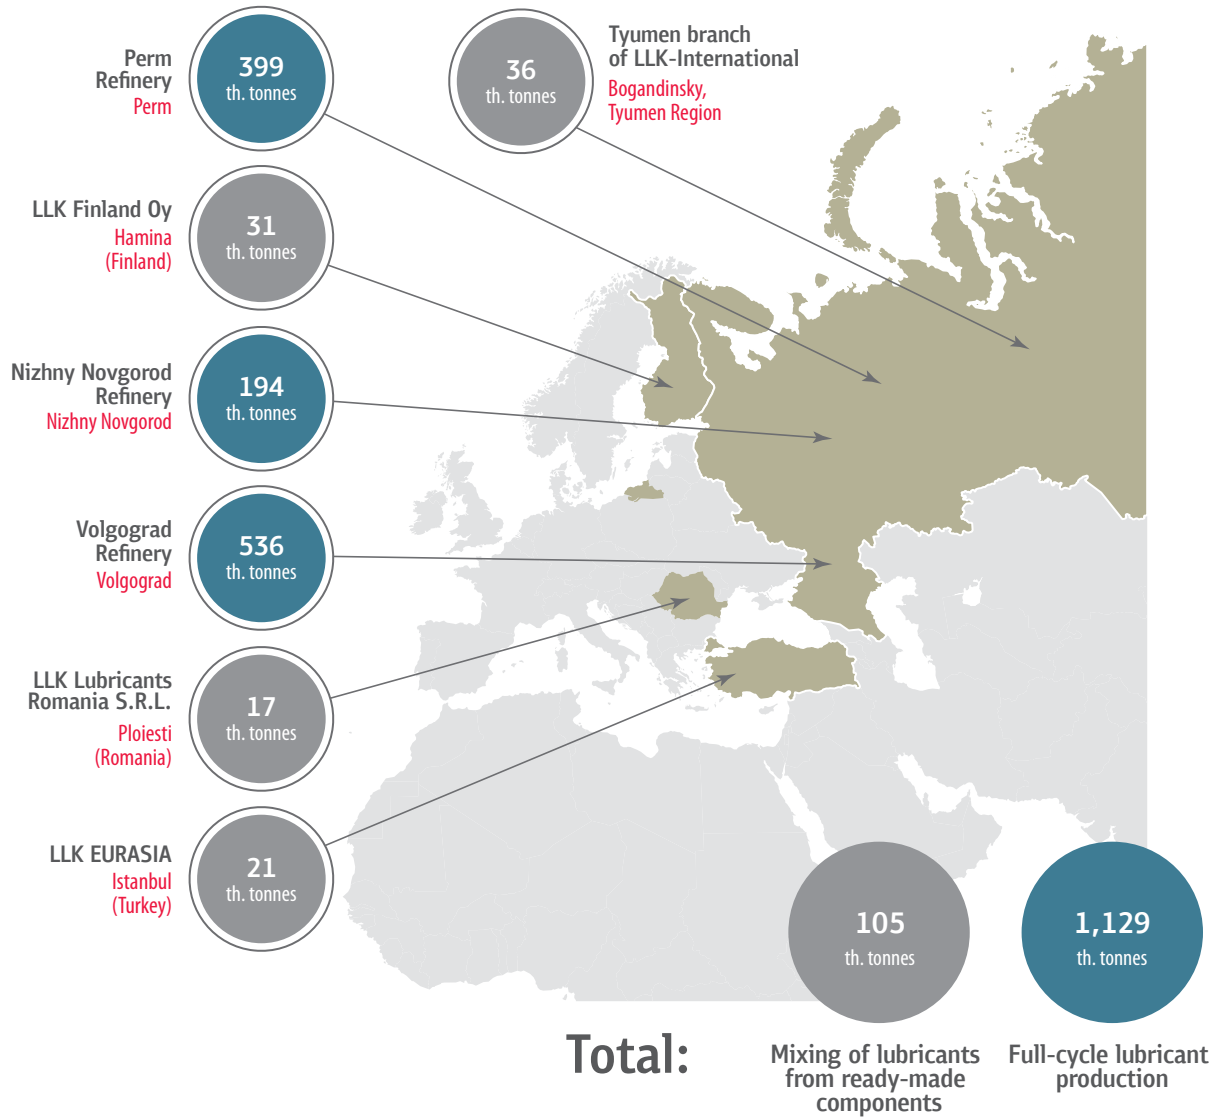 Perm
Refinery
Perm
399
th. tonnes
36
th. tonnes
Tyumen branch
of LLK-International
Bogandinsky,
Tyumen Region
LLK Finland Oy
Hamina
(Finland)
31
th. tonnes
Nizhny Novgorod
Refinery
Nizhny Novgorod
194
th. tonnes
Volgograd
Refinery
Volgograd
536
th. tonnes
LLK Lubricants
Romania S.R.L.
Ploiesti
(Romania)
17
th. tonnes
LLK EURASIA
Istanbul
(Turkey)
21
th. tonnes
Total:
105
th. tonnes
Mixing of lubricants
from ready-made
components
1,129
th. tonnes
Full-cycle lubricant
production